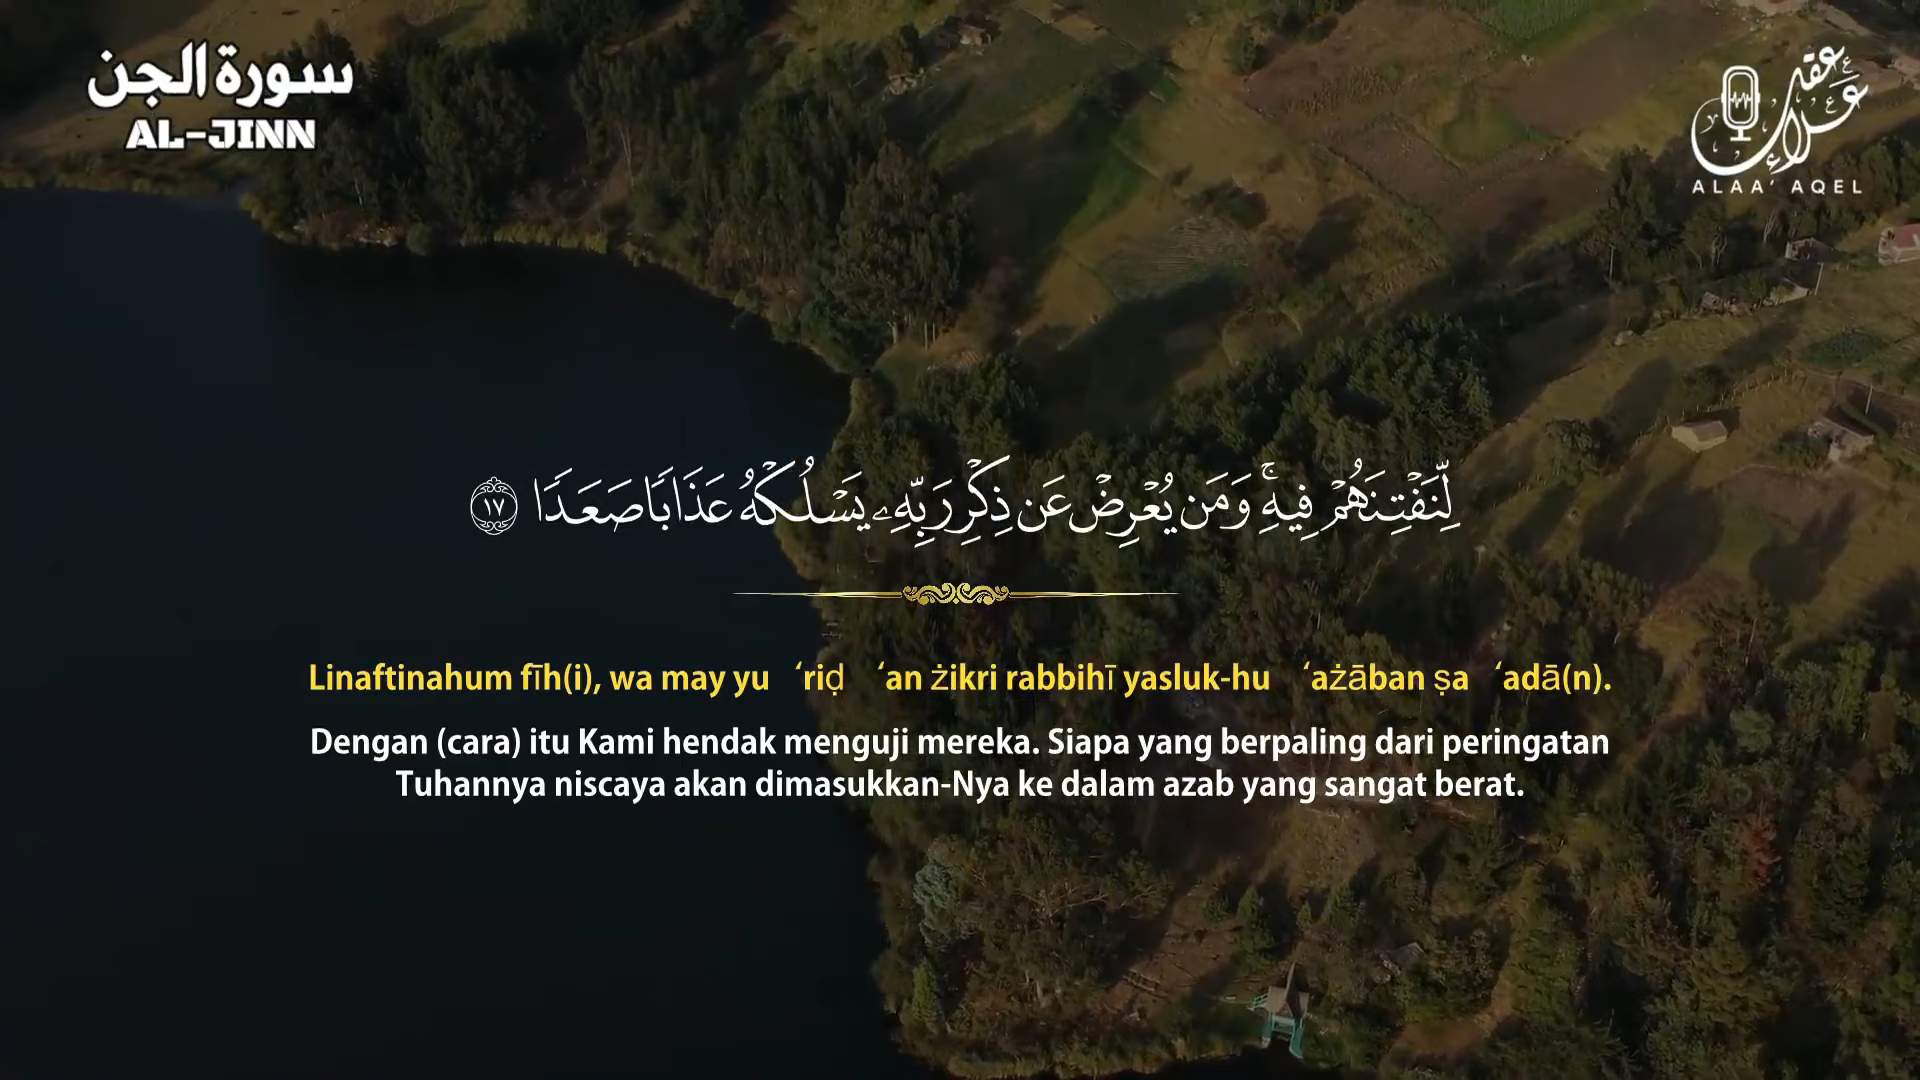 سورة الجن
AL-JINN
علاء عقل
ALAA' AQEL
لِّنَفْتِنَهُمْ فِيهِ ۚ وَمَن يُعْرِضْ عَن ذِكْرِ رَبِّهِۦ يَسْلُكْهُ عَذَابًا صَعَدًا ١٧
Linaftinahum fīh(i), wa may yu ‘riḍ ‘an żikri rabbihī yasluk-hu ‘ażāban ṣa ‘adā(n).
Dengan (cara) itu Kami hendak menguji mereka. Siapa yang berpaling dari peringatan
Tuhannya niscaya akan dimasukkan-Nya ke dalam azab yang sangat berat.